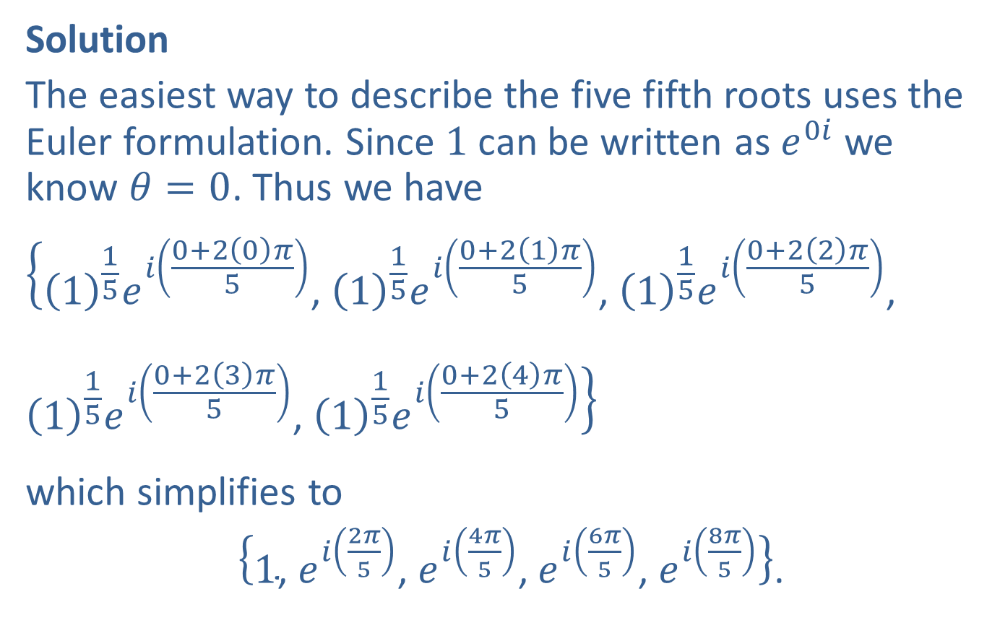 Solution
The easiest way to describe the five fifth roots uses the
Euler formulation. Since 1 can be written as $e^{0i}$ we
know $\theta = 0$. Thus we have
$\left\{(1)^{\frac{1}{5}}e^{i\left(\frac{0+2(0)\pi}{5}\right)}, (1)^{\frac{1}{5}}e^{i\left(\frac{0+2(1)\pi}{5}\right)}, (1)^{\frac{1}{5}}e^{i\left(\frac{0+2(2)\pi}{5}\right)},\right.$
$\left.(1)^{\frac{1}{5}}e^{i\left(\frac{0+2(3)\pi}{5}\right)}, (1)^{\frac{1}{5}}e^{i\left(\frac{0+2(4)\pi}{5}\right)}\right\}$
which simplifies to
$\left\{1., e^{i\left(\frac{2\pi}{5}\right)}, e^{i\left(\frac{4\pi}{5}\right)}, e^{i\left(\frac{6\pi}{5}\right)}, e^{i\left(\frac{8\pi}{5}\right)}\right\}.$